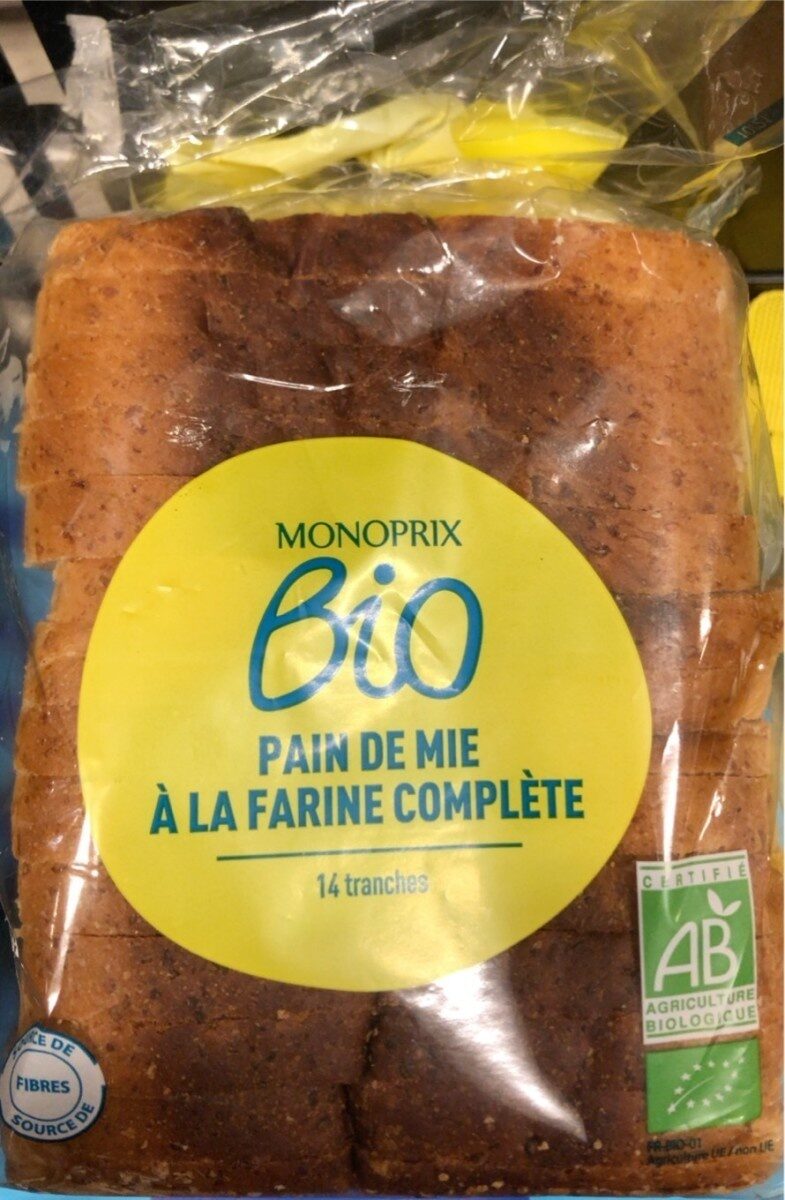 MONOPRIX
Bio
PAIN DE MIE
À LA FARINE COMPLÈTE
14 tranches
CERTIFIÉ
AB
AGRICULTURE
BIOLOGIQUE
SOURCE DE
FIBRES
SOURCE DE
FR-BIO-01
Agriculture UE / non UE